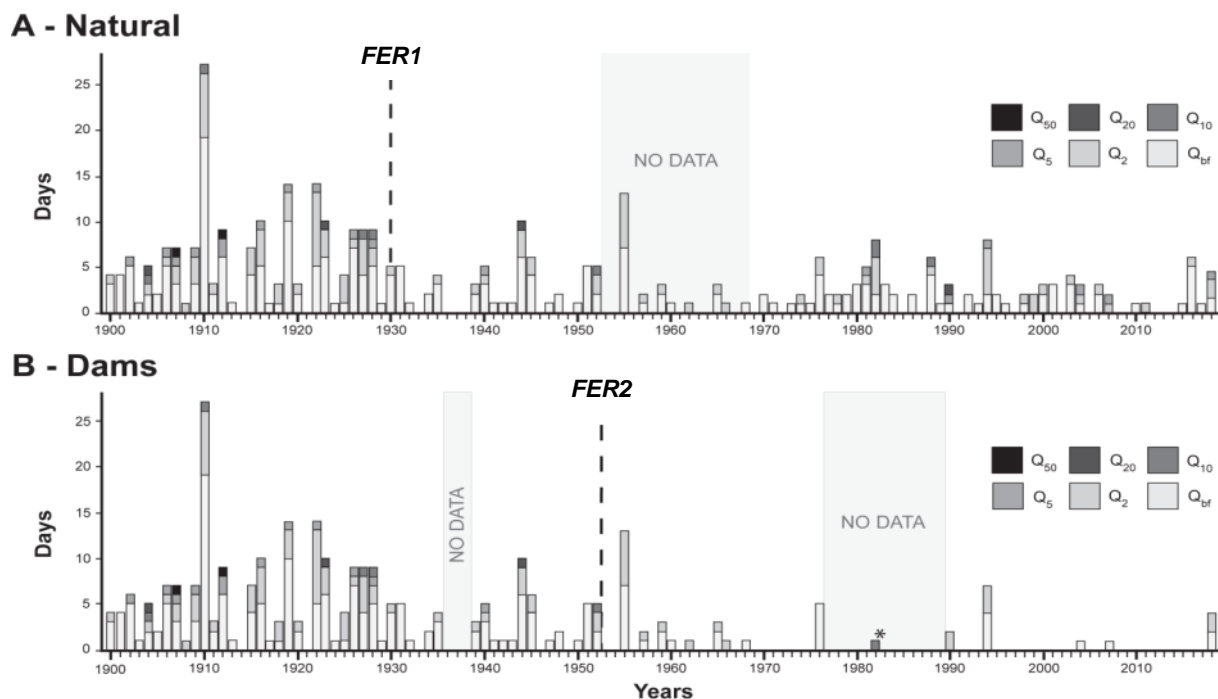 A - Natural
FER1
25
20
15
10
5
0
Days
NO DATA
Q50 Q20 Q10
Q5 Q2 Qbf
1900 1910 1920 1930 1940 1950 1960 1970 1980 1990 2000 2010
B - Dams
FER2
25
20
15
10
5
0
Days
NO DATA
NO DATA
*
Q50 Q20 Q10
Q5 Q2 Qbf
1900 1910 1920 1930 1940 1950 1960 1970 1980 1990 2000 2010
Years